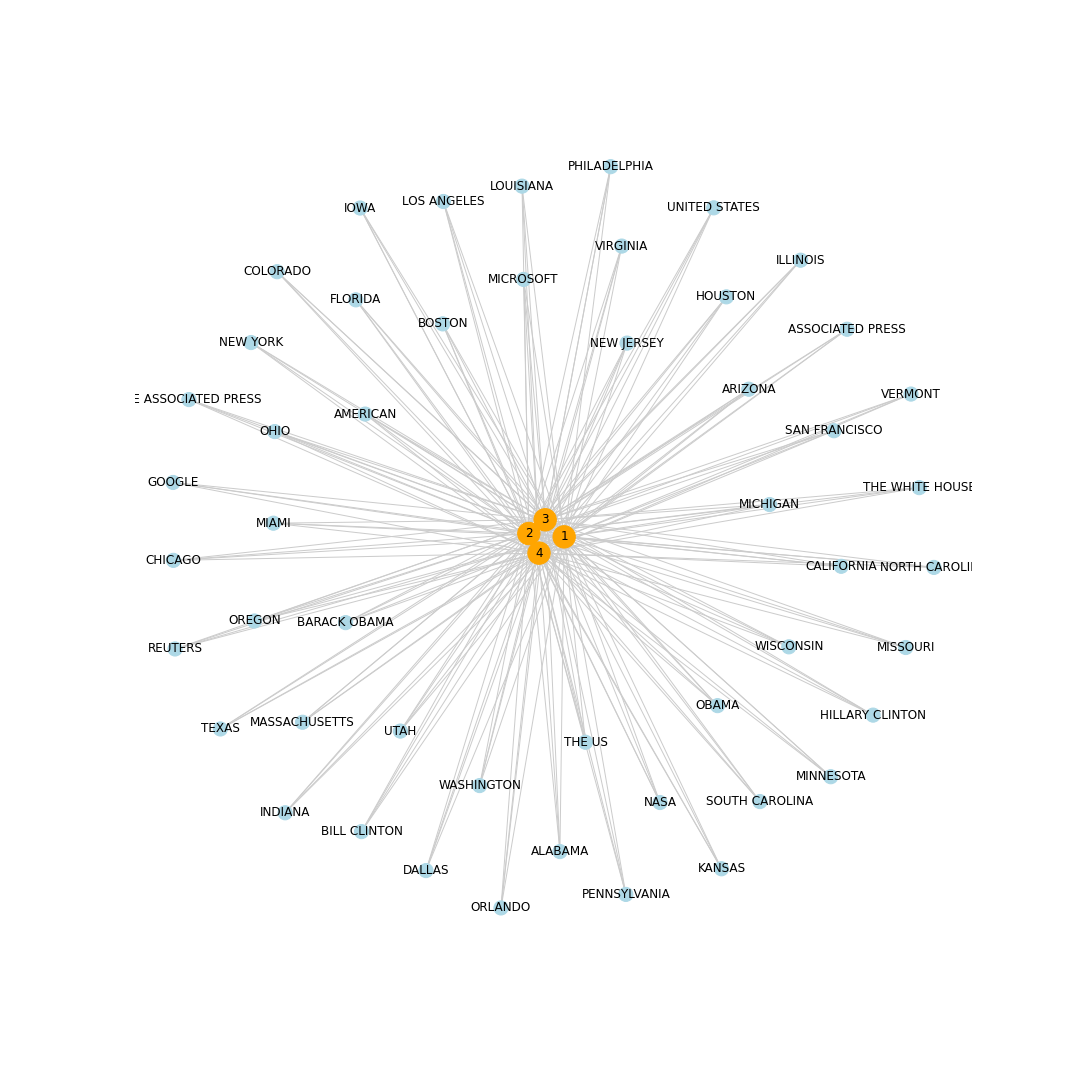 PHILADELPHIA
LOUISIANA
LOS ANGELES
IOWA
UNITED STATES
VIRGINIA
ILLINOIS
COLORADO
MICROSOFT
FLORIDA
HOUSTON
BOSTON
ASSOCIATED PRESS
NEW YORK
NEW JERSEY
ARIZONA
VERMONT
E ASSOCIATED PRESS
AMERICAN
OHIO
SAN FRANCISCO
GOOGLE
THE WHITE HOUSE
MICHIGAN
3
MIAMI
2
1
4
CHICAGO
CALIFORNIA
NORTH CAROLI
OREGON
BARACK OBAMA
REUTERS
WISCONSIN
MISSOURI
OBAMA
HILLARY CLINTON
MASSACHUSETTS
TEXAS
UTAH
THE US
MINNESOTA
WASHINGTON
NASA
SOUTH CAROLINA
INDIANA
BILL CLINTON
ALABAMA
DALLAS
KANSAS
PENNSYLVANIA
ORLANDO